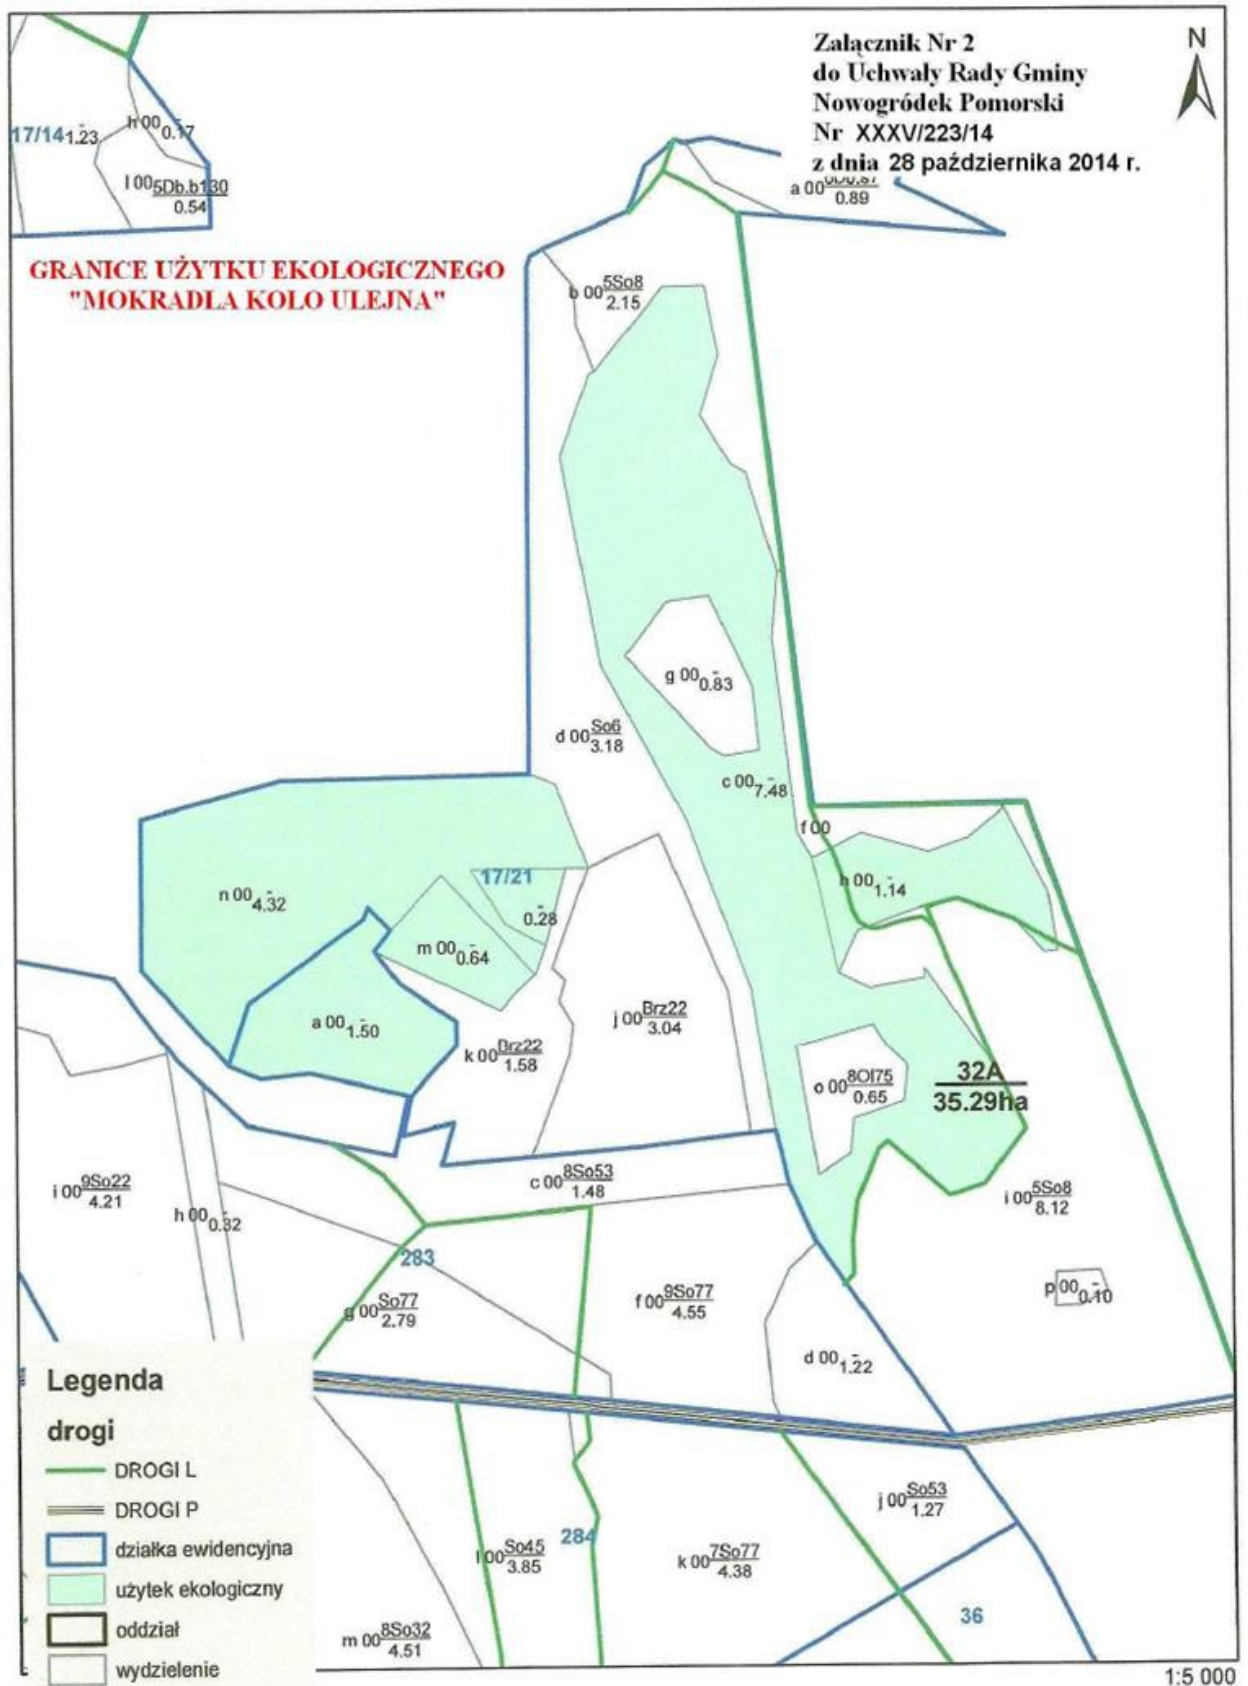 Załącznik Nr 2
do Uchwały Rady Gminy
Nowogródek Pomorski
Nr XXXV/223/14
z dnia 28 października 2014 r.
N
17/14 1.23
h 00 0.17
l 00 5Db.b130
0.54
a 00
0.89
GRANICE UŻYTKU EKOLOGICZNEGO
"MOKRADLA KOLO ULEJNA"
b 00 5So8
2.15
g 00 0.83
d 00 So6
3.18
c 00 7.48
f 00
h 00 1.14
17/21
n 00 4.32
0.28
m 00 0.64
a 00 1.50
j 00 Brz22
3.04
k 00 Brz22
1.58
o 00 8Ol75
0.65
32A
35.29ha
i 00 9So22
4.21
h 00 0.32
c 00 8So53
1.48
i 00 5So8
8.12
283
g 00 So77
2.79
f 00 9So77
4.55
p 00 0.10
d 00 1.22
Legenda
drogi
DROGI L
DROGI P
działka ewidencyjna
użytek ekologiczny
oddział
wydzielenie
j 00 So53
1.27
l 00 So45
3.85
284
k 00 7So77
4.38
36
m 00 8So32
4.51
1:5 000